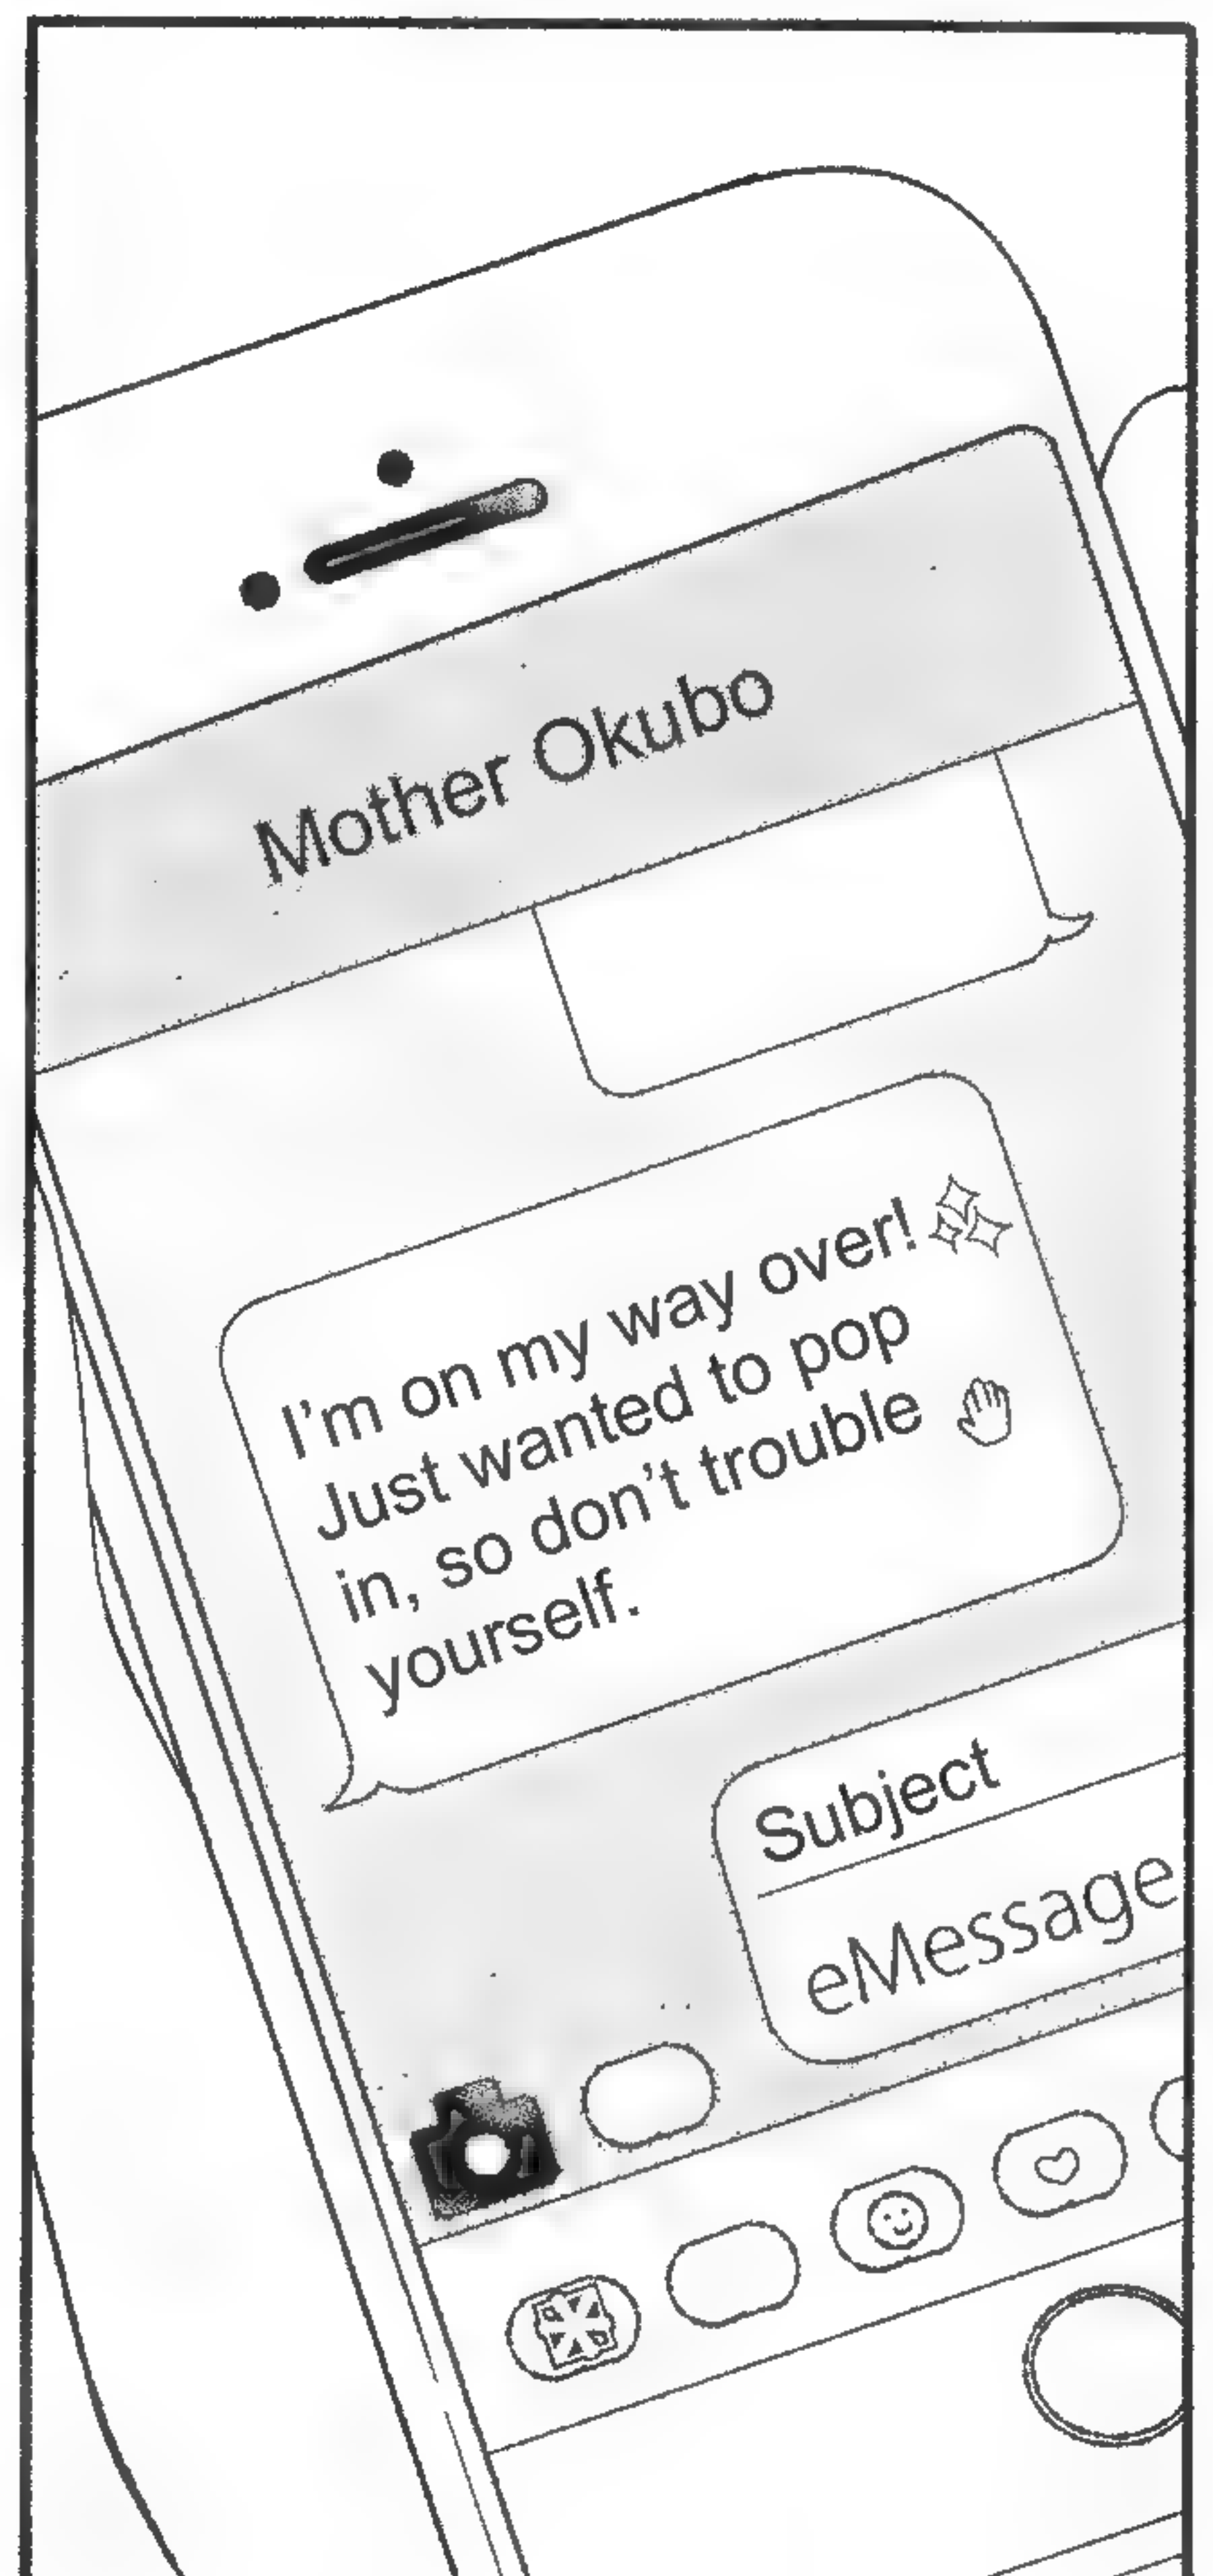 Mother Okubo
I'm on my way over!✨
Just wanted to pop
in, so don't trouble 🤚
yourself.
Subject
eMessage